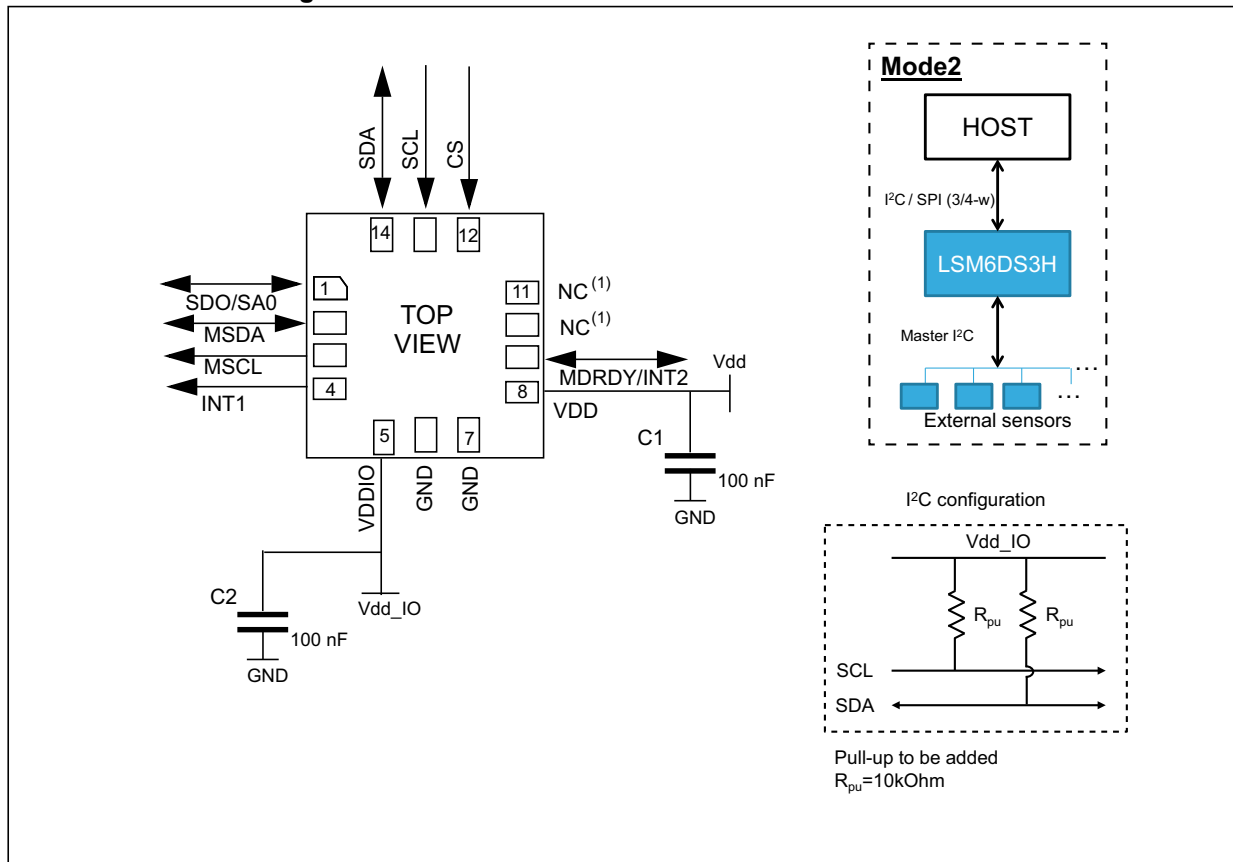 SDA
SCL
CS
14
12
1
11
NC(1)
SDO/SA0
TOP
VIEW
NC(1)
MSDA
MSCL
MDRDY/INT2
Vdd
4
8
INT1
VDD
5
7
C1
100 nF
GND
VDDIO
GND
GND
C2
100 nF
GND
Vdd_IO
Mode2
HOST
I²C / SPI (3/4-w)
LSM6DS3H
Master I²C
...
...
External sensors
I²C configuration
Vdd_IO
Rpu
Rpu
SCL
SDA
Pull-up to be added
Rpu=10kOhm